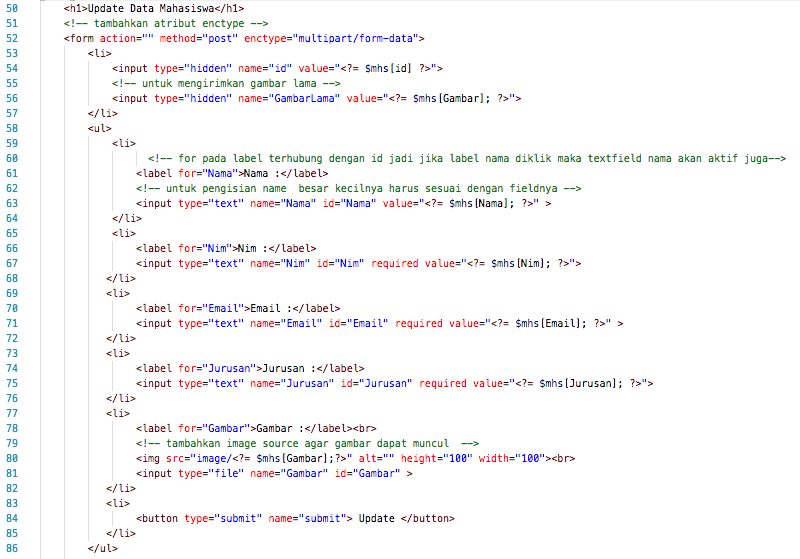 50 <h1>Update Data Mahasiswa</h1>
51 <!-- tambahkan atribut enctype -->
52 <form action="" method="post" enctype="multipart/form-data">
53 <li>
54 <input type="hidden" name="id" value="<?= $mhs[id] ?>">
55 <!-- untuk mengirimkan gambar lama -->
56 <input type="hidden" name="GambarLama" value="<?= $mhs[Gambar]; ?>">
57 </li>
58 <ul>
59 <li>
60 <!-- for pada label terhubung dengan id jadi jika label nama diklik maka textfield nama akan aktif juga-->
61 <label for="Nama">Nama :</label>
62 <!-- untuk pengisian name  besar kecilnya harus sesuai dengan fieldnya -->
63 <input type="text" name="Nama" id="Nama" value="<?= $mhs[Nama]; ?>" >
64 </li>
65 <li>
66 <label for="Nim">Nim :</label>
67 <input type="text" name="Nim" id="Nim" required value="<?= $mhs[Nim]; ?>">
68 </li>
69 <li>
70 <label for="Email">Email :</label>
71 <input type="text" name="Email" id="Email" required value="<?= $mhs[Email]; ?>" >
72 </li>
73 <li>
74 <label for="Jurusan">Jurusan :</label>
75 <input type="text" name="Jurusan" id="Jurusan" required value="<?= $mhs[Jurusan]; ?>">
76 </li>
77 <li>
78 <label for="Gambar">Gambar :</label><br>
79 <!-- tambahkan image source agar gambar dapat muncul  -->
80 <img src="image/<?= $mhs[Gambar];?>" alt="" height="100" width="100"><br>
81 <input type="file" name="Gambar" id="Gambar" >
82 </li>
83 <li>
84 <button type="submit" name="submit"> Update </button>
85 </li>
86 </ul>